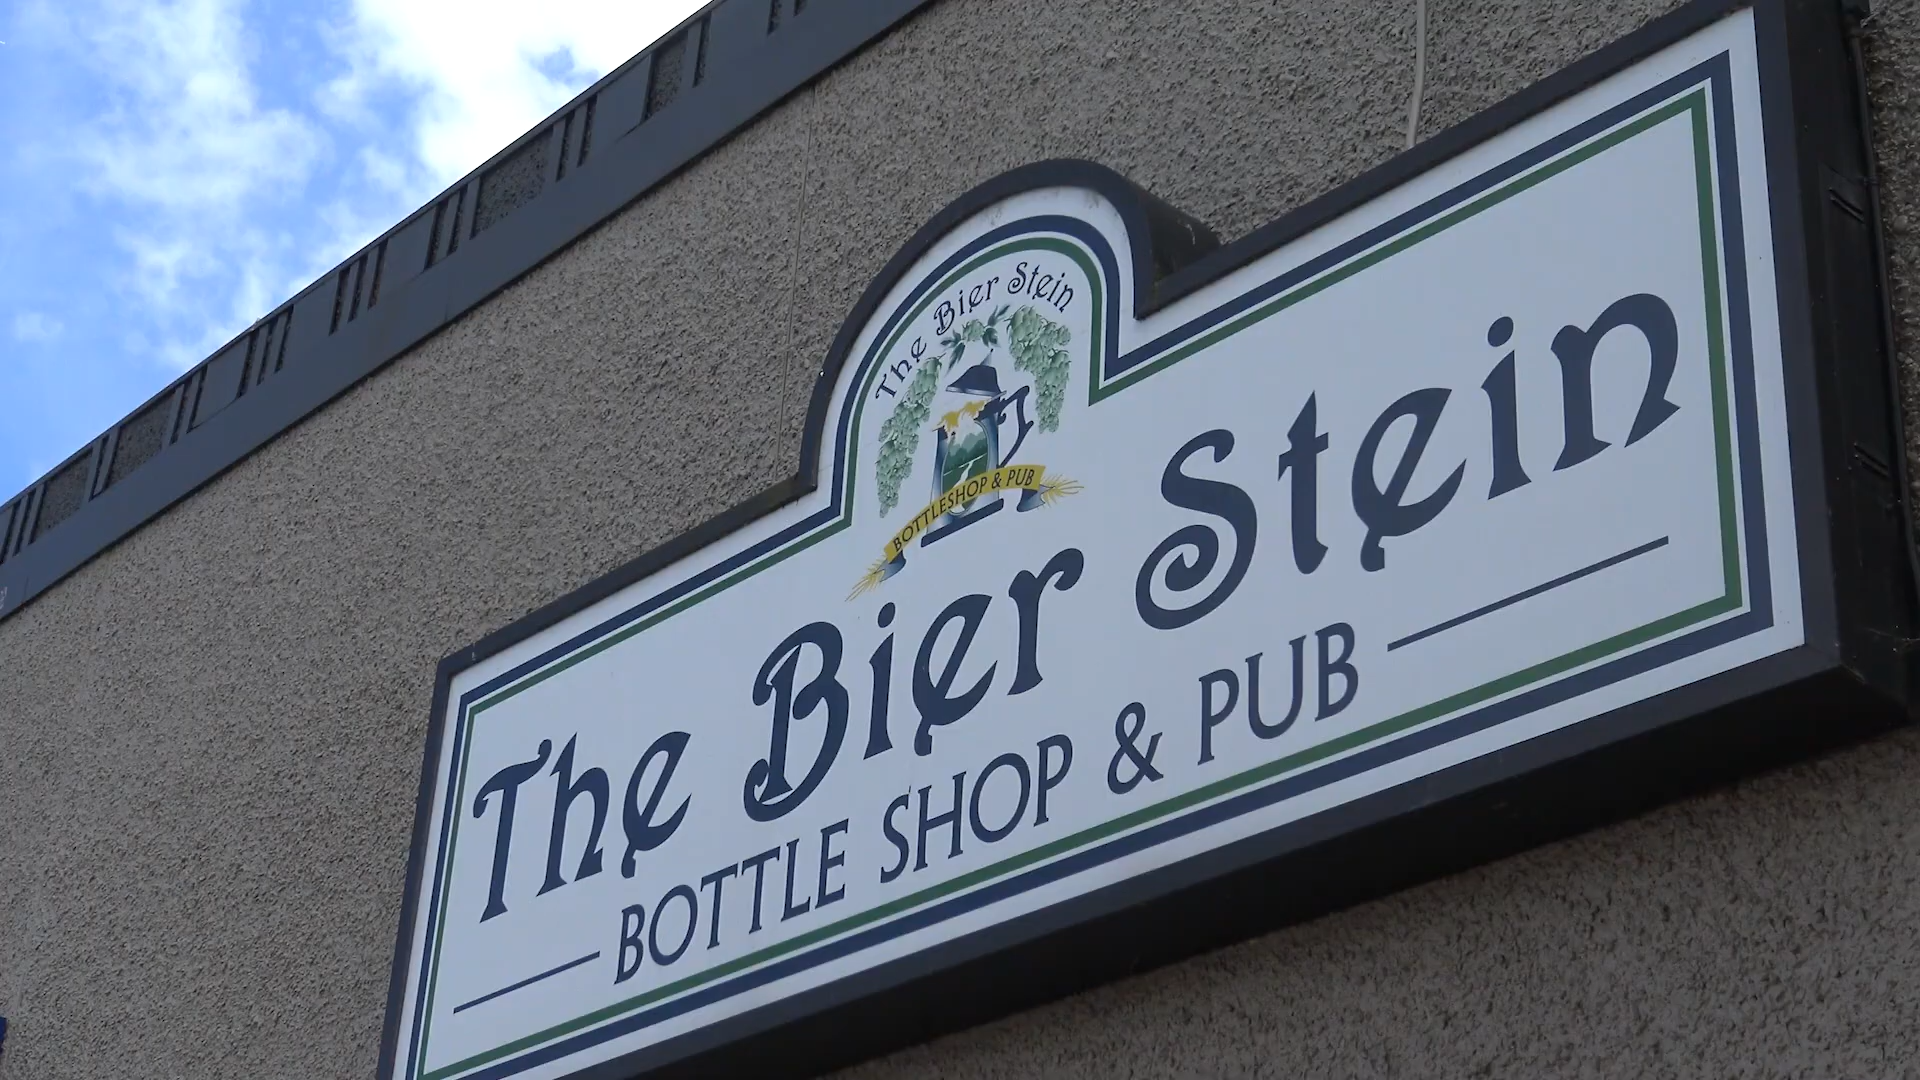 The Bier Stein
BOTTLESHOP & PUB
The Bier Stein
BOTTLE SHOP & PUB